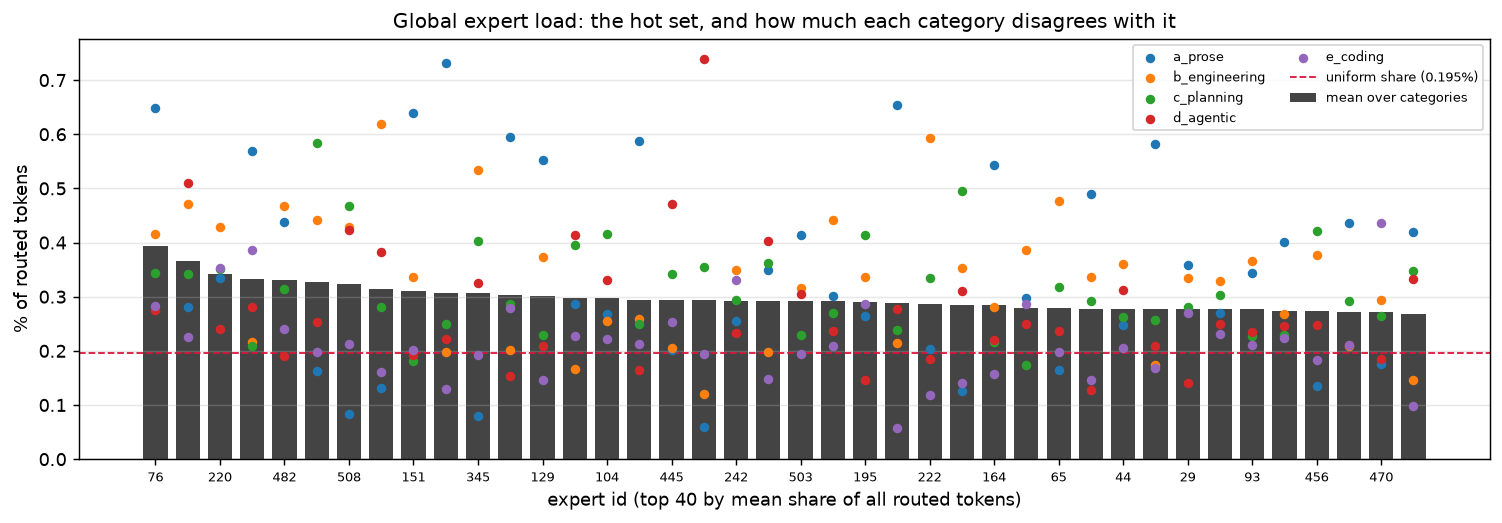 Global expert load: the hot set, and how much each category disagrees with it
% of routed tokens
0.7
0.6
0.5
0.4
0.3
0.2
0.1
0.0
a_prose
b_engineering
c_planning
d_agentic
e_coding
uniform share (0.195%)
mean over categories
76 220 482 508 151 345 129 104 445 242 503 195 222 164 65 44 29 93 456 470
expert id (top 40 by mean share of all routed tokens)